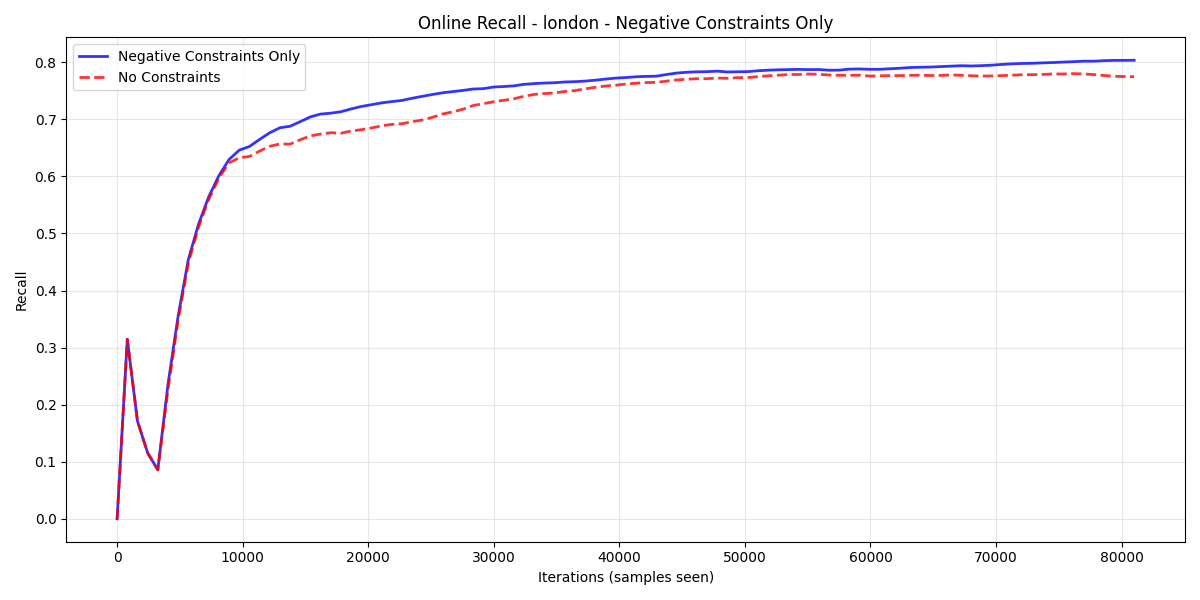 Online Recall - london - Negative Constraints Only
Negative Constraints Only
No Constraints
Recall
0.8
0.7
0.6
0.5
0.4
0.3
0.2
0.1
0.0
0 10000 20000 30000 40000 50000 60000 70000 80000
Iterations (samples seen)